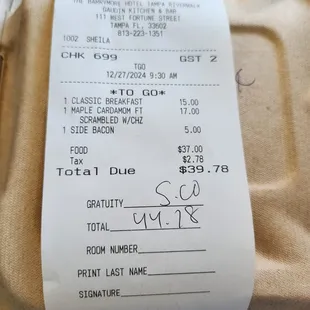 THE BARRYMORE HOTEL TAMPA RIVERWALK
GAUDIN KITCHEN & BAR
111 WEST FORTUNE STREET
TAMPA FL, 33602
813-223-1351
1002 SHEILA
CHK 699 GST 2
TGO
12/27/2024 9:30 AM
*TO GO*
1 CLASSIC BREAKFAST 15.00
1 MAPLE CARDAMOM FT 17.00
SCRAMBLED W/CHZ
1 SIDE BACON 5.00
FOOD $37.00
Tax $2.78
Total Due $39.78
GRATUITY 5.00
TOTAL 44.78
ROOM NUMBER
PRINT LAST NAME
SIGNATURE